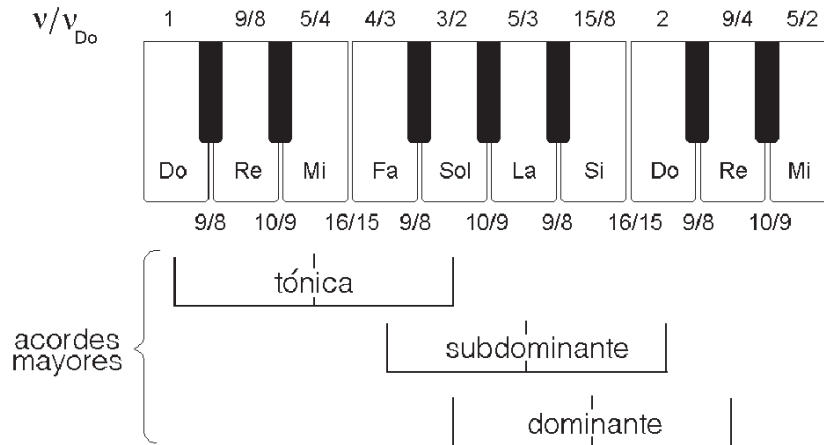 ν/ν_Do 1 9/8 5/4 4/3 3/2 5/3 15/8 2 9/4 5/2
Do Re Mi Fa Sol La Si Do Re Mi
9/8 10/9 16/15 9/8 10/9 9/8 16/15 9/8 10/9
tónica
acordes
mayores
subdominante
dominante